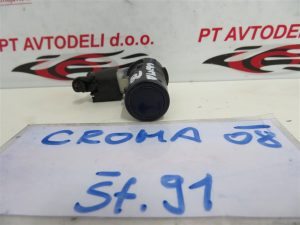 PT AVTODELI d.o.o.
PT AVTODELI
CROMA 08
Št.91